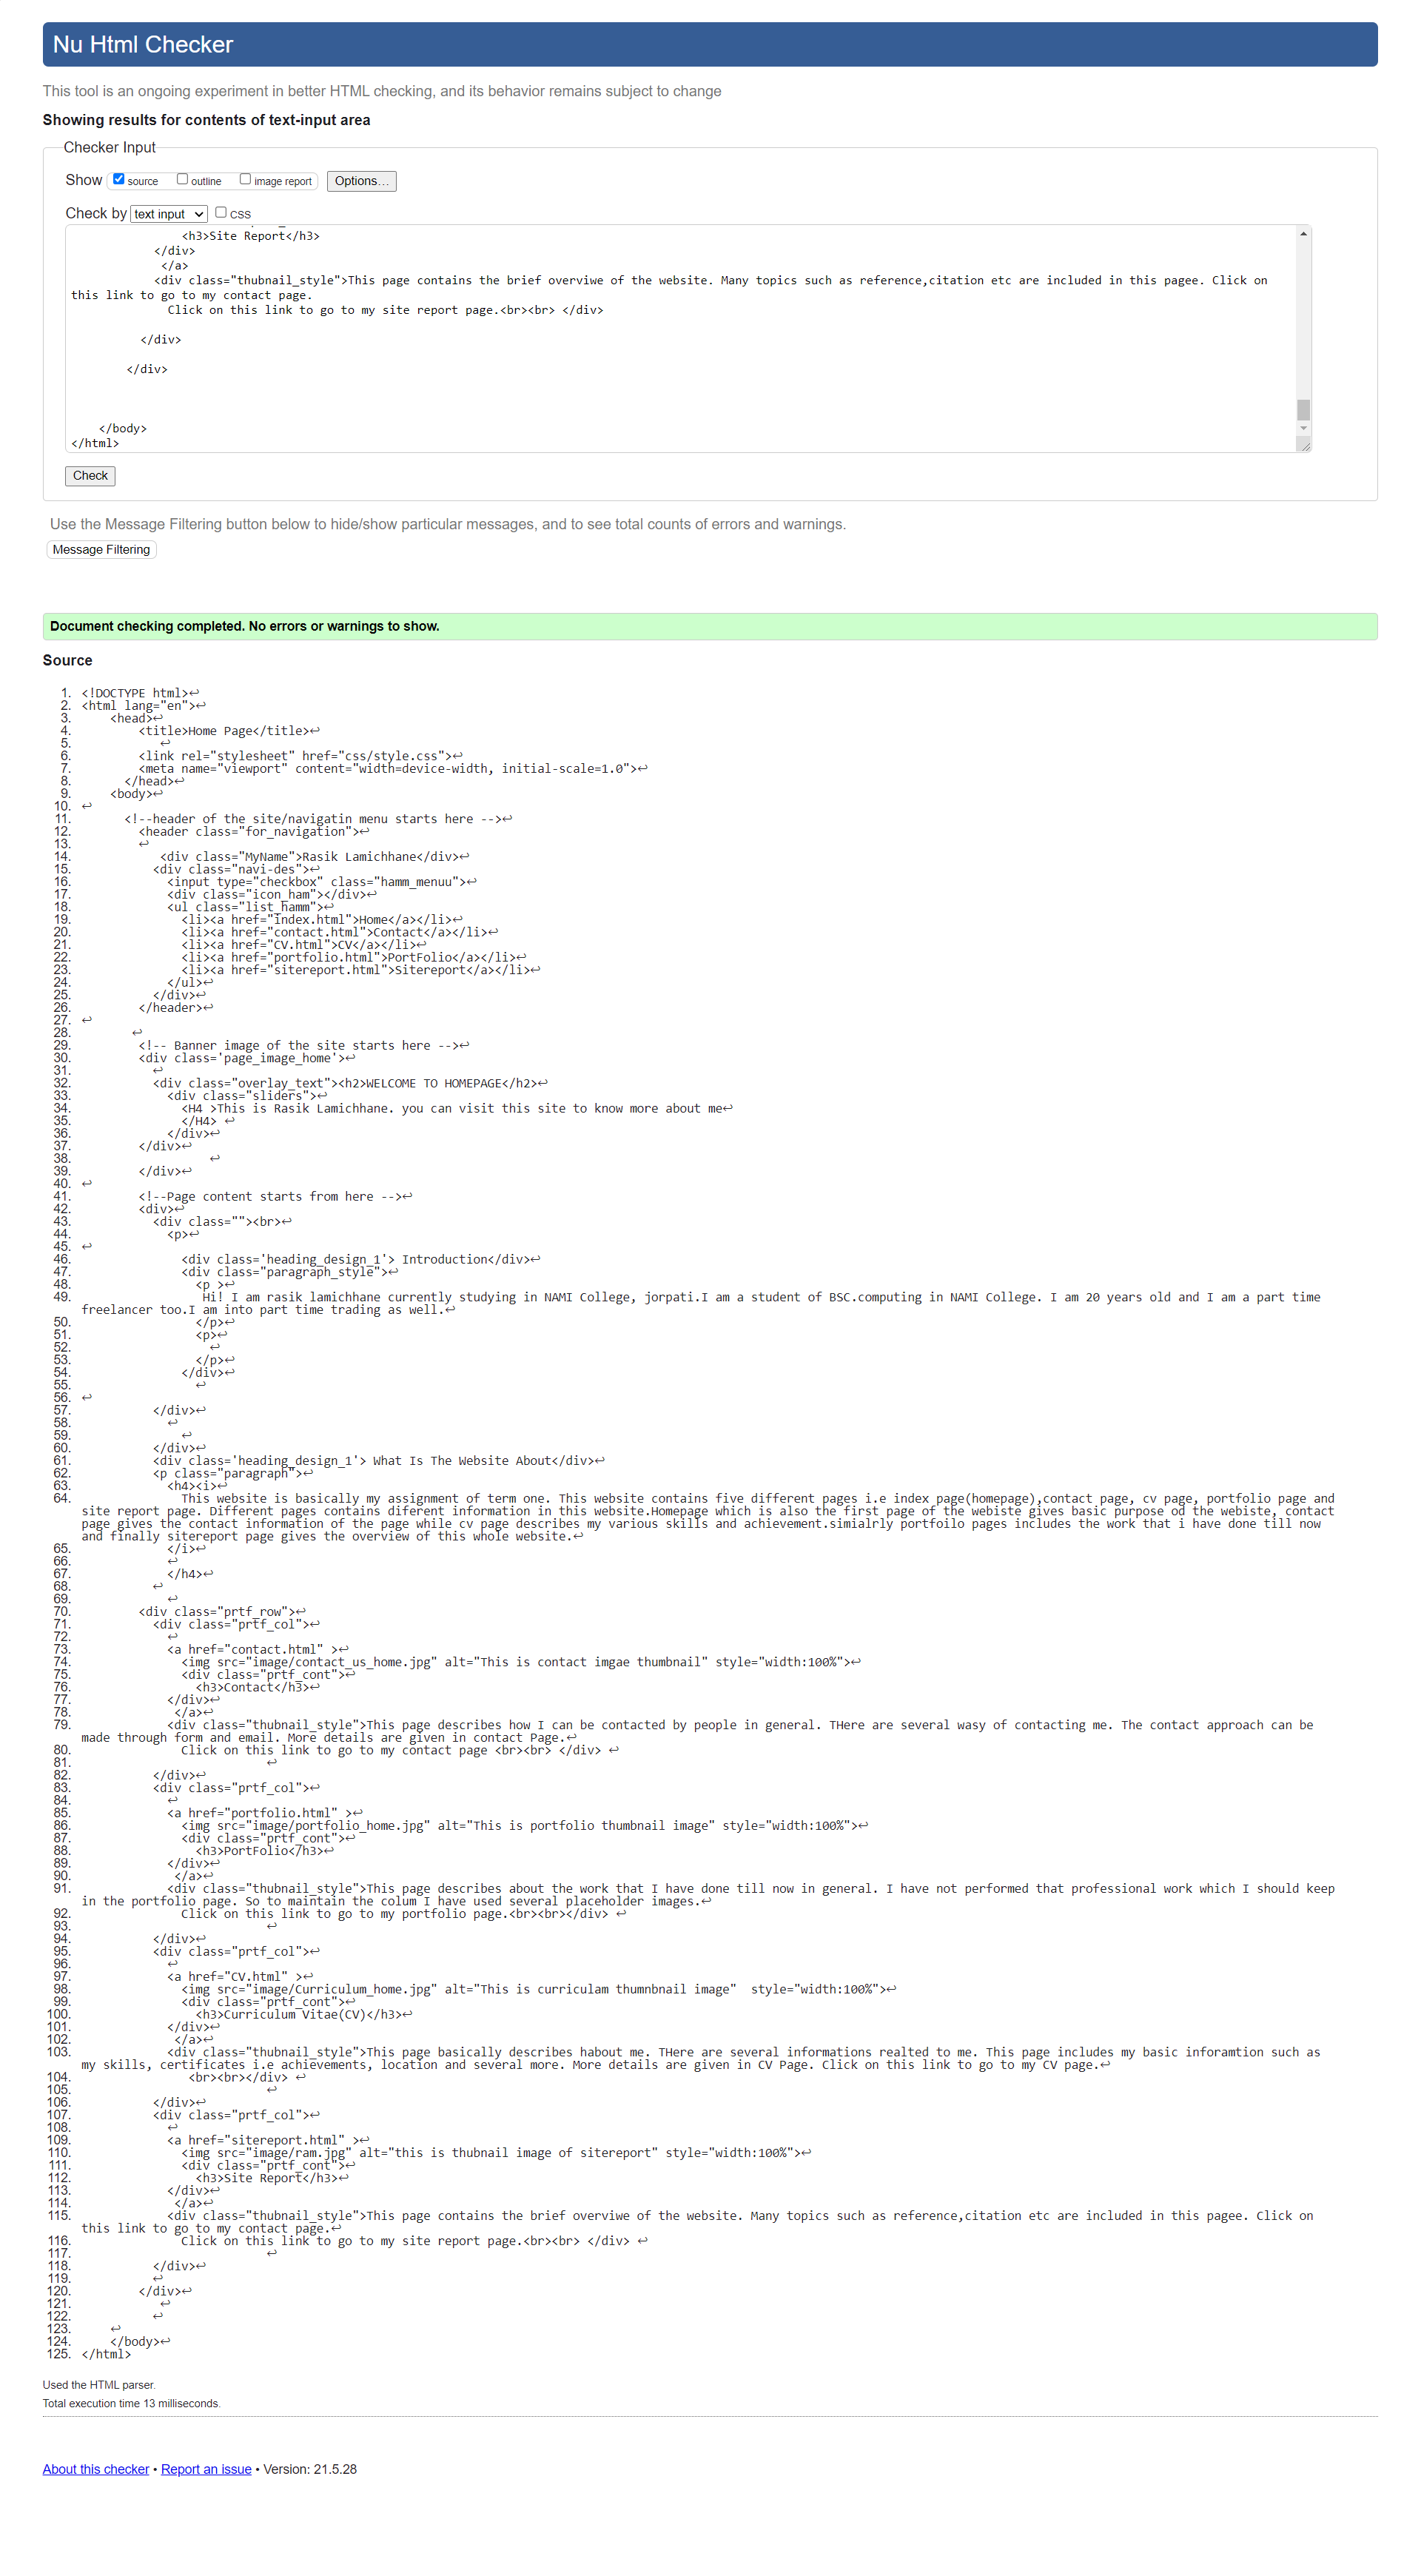 Nu Html Checker
This tool is an ongoing experiment in better HTML checking, and its behavior remains subject to change
Showing results for contents of text-input area
Checker Input
Show source outline image report Options...
Check by text input CSS
<h3>Site Report</h3>
</div>
</a>
<div class="thubnail_style">This page contains the brief overviwe of the website. Many topics such as reference,citation etc are included in this pagee. Click on
this link to go to my contact page.
Click on this link to go to my site report page.<br><br> </div>
</div>
</div>
</body>
</html>
Check
Use the Message Filtering button below to hide/show particular messages, and to see total counts of errors and warnings.
Message Filtering
Document checking completed. No errors or warnings to show.
Source
1. <!DOCTYPE html>↩
2. <html lang="en">↩
3. <head>↩
4. <title>Home Page</title>↩
5. ↩
6. <link rel="stylesheet" href="css/style.css">↩
7. <meta name="viewport" content="width=device-width, initial-scale=1.0">↩
8. </head>↩
9. <body>↩
10. ↩
11. <!--header of the site/navigatin menu starts here -->↩
12. <header class="for_navigation">↩
13. ↩
14. <div class="MyName">Rasik Lamichhane</div>↩
15. <div class="navi-des">↩
16. <input type="checkbox" class="hamm_menuu">↩
17. <div class="icon_ham"></div>↩
18. <ul class="list_hamm">↩
19. <li><a href="index.html">Home</a></li>↩
20. <li><a href="contact.html">Contact</a></li>↩
21. <li><a href="CV.html">CV</a></li>↩
22. <li><a href="portfolio.html">PortFolio</a></li>↩
23. <li><a href="sitereport.html">Sitereport</a></li>↩
24. </ul>↩
25. </div>↩
26. </header>↩
27. ↩
28. ↩
29. <!-- Banner image of the site starts here -->↩
30. <div class='page_image_home'>↩
31. ↩
32. <div class="overlay_text"><h2>WELCOME TO HOMEPAGE</h2>↩
33. <div class="sliders">↩
34. <H4 >This is Rasik Lamichhane. you can visit this site to know more about me↩
35. </H4> ↩
36. </div>↩
37. </div>↩
38. ↩
39. </div>↩
40. ↩
41. <!--Page content starts from here -->↩
42. <div>↩
43. <div class=""><br>↩
44. <p>↩
45. ↩
46. <div class='heading_design_1'> Introduction</div>↩
47. <div class="paragraph_style">↩
48. <p >↩
49. Hi! I am rasik lamichhane currently studying in NAMI College, jorpati.I am a student of BSC.computing in NAMI College. I am 20 years old and I am a part time
freelancer too.I am into part time trading as well.↩
50. </p>↩
51. <p>↩
52. ↩
53. </p>↩
54. </div>↩
55. ↩
56. ↩
57. </div>↩
58. ↩
59. ↩
60. </div>↩
61. <div class='heading_design_1'> What Is The Website About</div>↩
62. <p class="paragraph">↩
63. <h4><i>↩
64. This website is basically my assignment of term one. This website contains five different pages i.e index page(homepage),contact page, cv page, portfolio page and
site report page. Different pages contains diferent information in this website.Homepage which is also the first page of the webiste gives basic purpose od the webiste, contact
page gives the contact information of the page while cv page describes my various skills and achievement.simialrly portfoilo pages includes the work that i have done till now
and finally sitereport page gives the overview of this whole website.↩
65. </i>↩
66. ↩
67. </h4>↩
68. ↩
69. ↩
70. <div class="prtf_row">↩
71. <div class="prtf_col">↩
72. ↩
73. <a href="contact.html" >↩
74. <img src="image/contact_us_home.jpg" alt="This is contact imgae thumbnail" style="width:100%">↩
75. <div class="prtf_cont">↩
76. <h3>Contact</h3>↩
77. </div>↩
78. </a>↩
79. <div class="thubnail_style">This page describes how I can be contacted by people in general. THere are several wasy of contacting me. The contact approach can be
made through form and email. More details are given in contact Page.↩
80. Click on this link to go to my contact page <br><br> </div> ↩
81. ↩
82. </div>↩
83. <div class="prtf_col">↩
84. ↩
85. <a href="portfolio.html" >↩
86. <img src="image/portfolio_home.jpg" alt="This is portfolio thumbnail image" style="width:100%">↩
87. <div class="prtf_cont">↩
88. <h3>PortFolio</h3>↩
89. </div>↩
90. </a>↩
91. <div class="thubnail_style">This page describes about the work that I have done till now in general. I have not performed that professional work which I should keep
in the portfolio page. So to maintain the colum I have used several placeholder images.↩
92. Click on this link to go to my portfolio page.<br><br></div> ↩
93. ↩
94. </div>↩
95. <div class="prtf_col">↩
96. ↩
97. <a href="CV.html" >↩
98. <img src="image/Curriculum_home.jpg" alt="This is curriculam thumnbnail image"  style="width:100%">↩
99. <div class="prtf_cont">↩
100. <h3>Curriculum Vitae(CV)</h3>↩
101. </div>↩
102. </a>↩
103. <div class="thubnail_style">This page basically describes habout me. THere are several informations realted to me. This page includes my basic inforamtion such as
my skills, certificates i.e achievements, location and several more. More details are given in CV Page. Click on this link to go to my CV page.↩
104. <br><br></div> ↩
105. ↩
106. </div>↩
107. <div class="prtf_col">↩
108. ↩
109. <a href="sitereport.html" >↩
110. <img src="image/ram.jpg" alt="this is thubnail image of sitereport" style="width:100%">↩
111. <div class="prtf_cont">↩
112. <h3>Site Report</h3>↩
113. </div>↩
114. </a>↩
115. <div class="thubnail_style">This page contains the brief overviwe of the website. Many topics such as reference,citation etc are included in this pagee. Click on
this link to go to my contact page.↩
116. Click on this link to go to my site report page.<br><br> </div> ↩
117. ↩
118. </div>↩
119. ↩
120. </div>↩
121. ↩
122. ↩
123. ↩
124. </body>↩
125. </html>
Used the HTML parser.
Total execution time 13 milliseconds.
About this checker • Report an issue • Version: 21.5.28